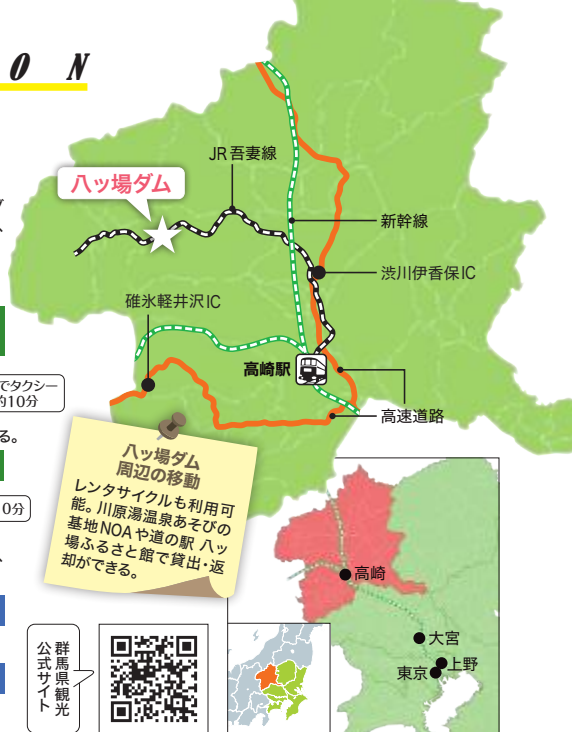 O N
JR吾妻線
八ッ場ダム
新幹線
渋川伊香保IC
碓氷軽井沢IC
高崎駅
でタクシー
約10分
高速道路
る。
八ッ場ダム
周辺の移動
レンタサイクルも利用可
能。川原湯温泉あそびの
基地NOAや道の駅 八ッ
場ふるさと館で貸出・返
却ができる。
0分
高崎
大宮
上野
東京
群馬県観光
公式サイト